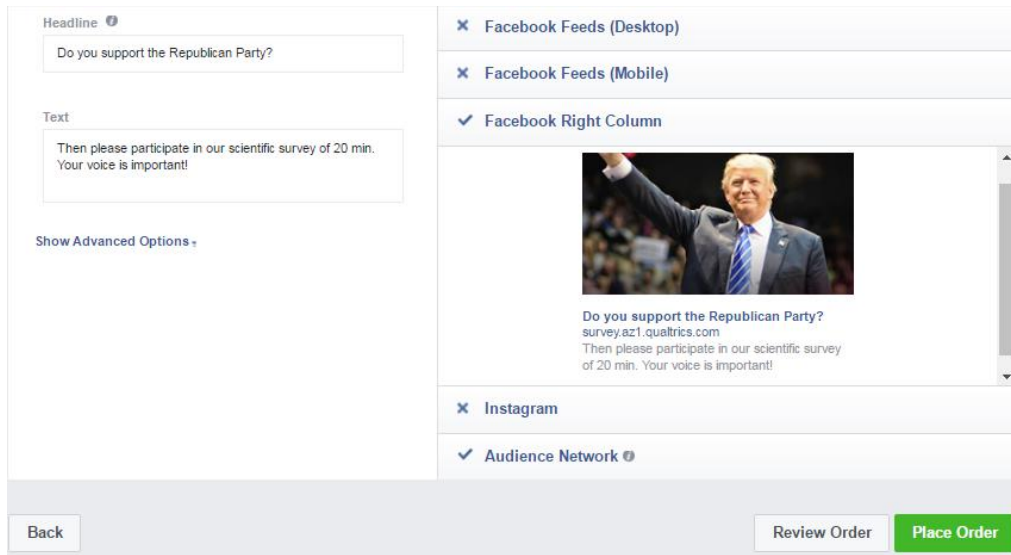 Headline
Do you support the Republican Party?
Text
Then please participate in our scientific survey of 20 min.
Your voice is important!
Show Advanced Options
Facebook Feeds (Desktop)
Facebook Feeds (Mobile)
Facebook Right Column
Do you support the Republican Party?
survey.az1.qualtrics.com
Then please participate in our scientific survey
of 20 min. Your voice is important!
Instagram
Audience Network
Back
Review Order
Place Order